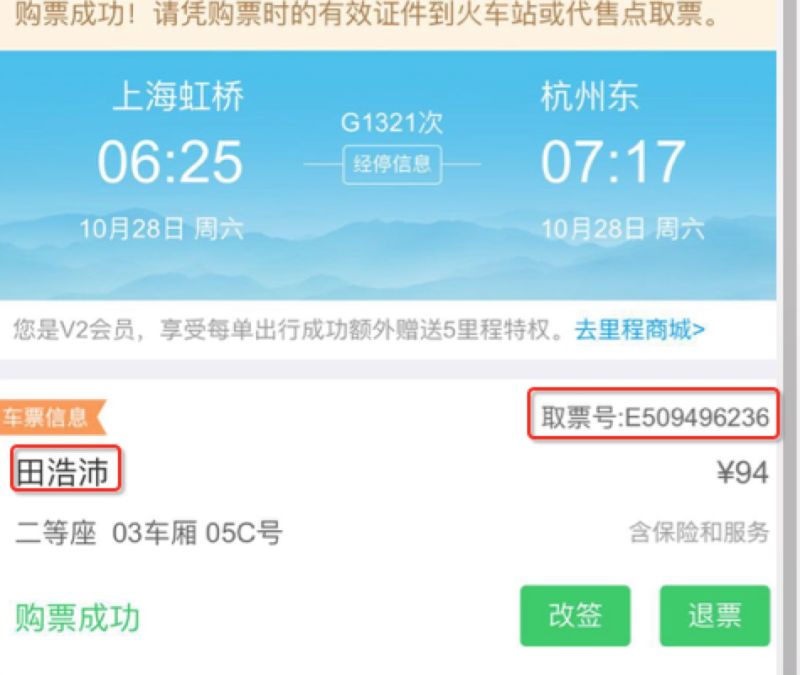 购票成功！请凭购票时的有效证件到火车站或代售点取票。
上海虹桥
杭州东
G1321次
06:25
经停信息
07:17
10月28日 周六
10月28日 周六
您是V2会员，享受每单出行成功额外赠送5里程特权。去里程商城>
车票信息
取票号:E509496236
田浩沛
¥94
二等座 03车厢 05C号
含保险和服务
购票成功
改签
退票